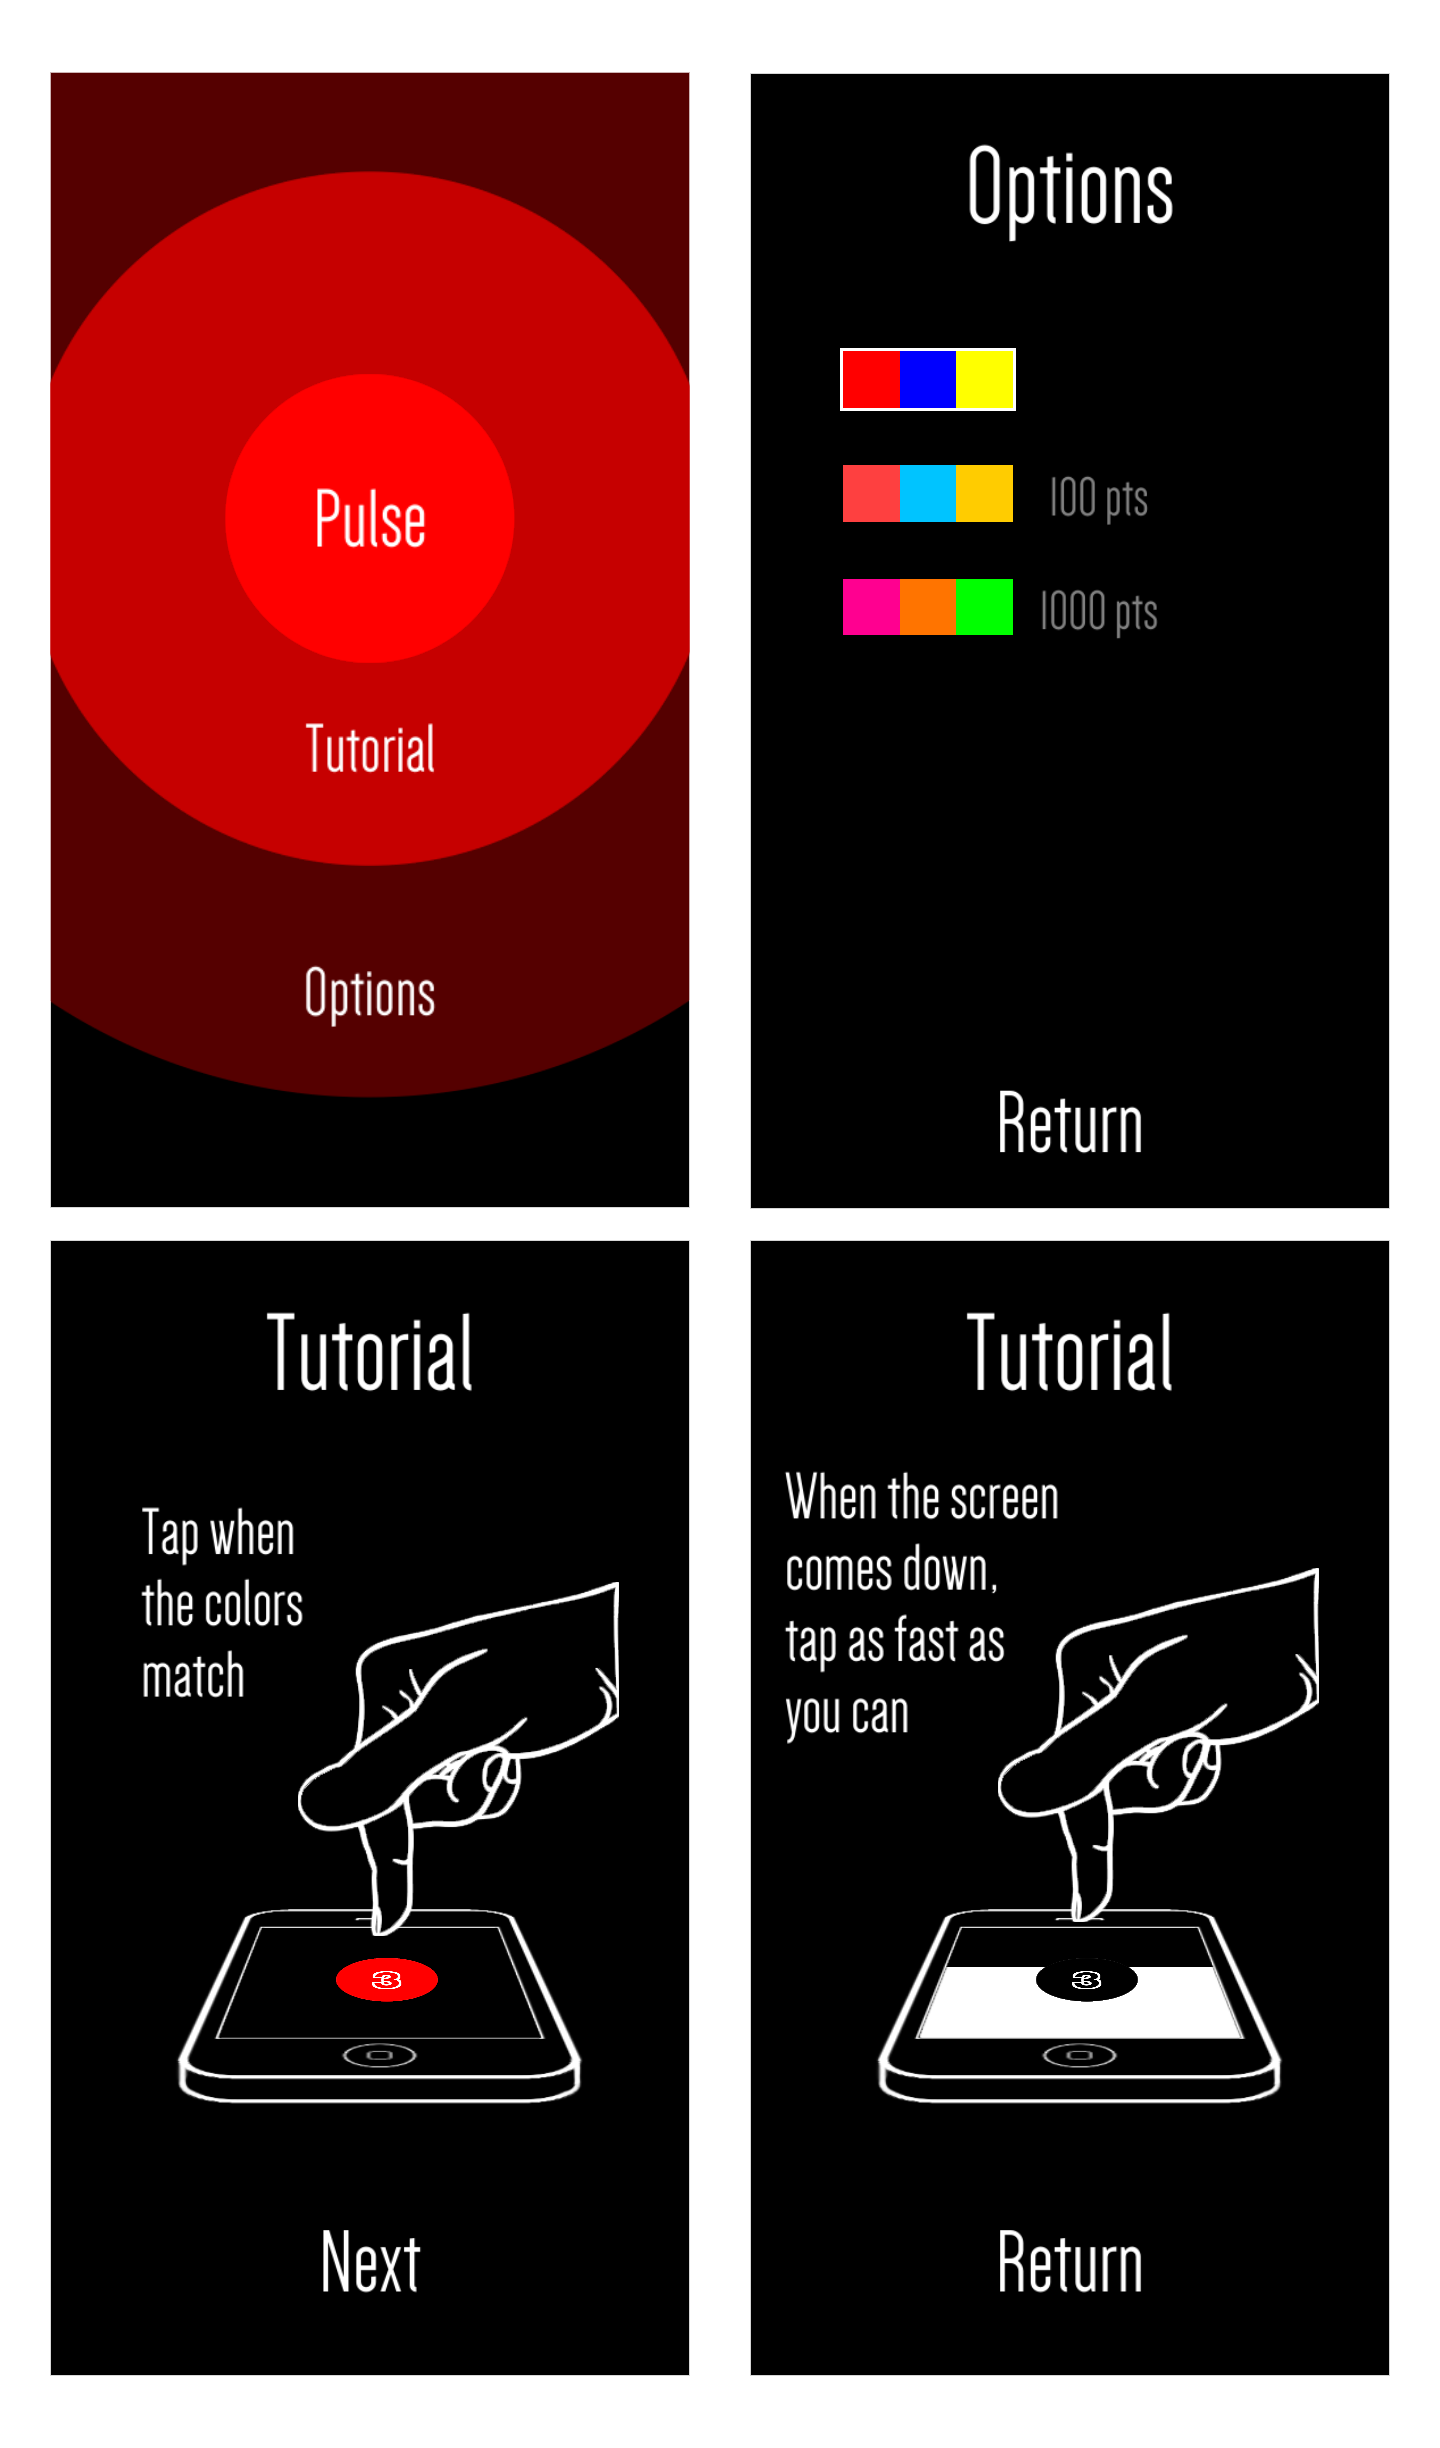 Pulse
Tutorial
Options
Options
100 pts
1000 pts
Return
Tutorial
Tap when
the colors
match
3
Next
Tutorial
When the screen
comes down,
tap as fast as
you can
3
Return